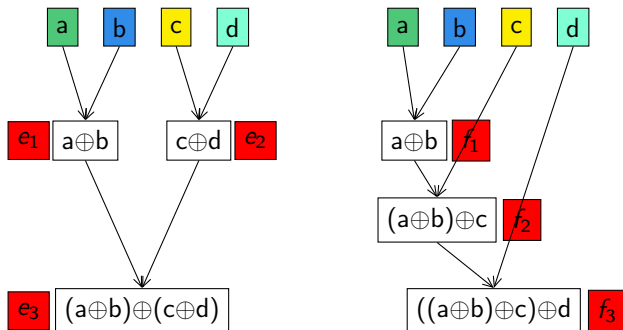 a b c d a b c d
e₁ a⊕b c⊕d e₂ a⊕b f₁
(a⊕b)⊕c f₂
e₃ (a⊕b)⊕(c⊕d) ((a⊕b)⊕c)⊕d f₃